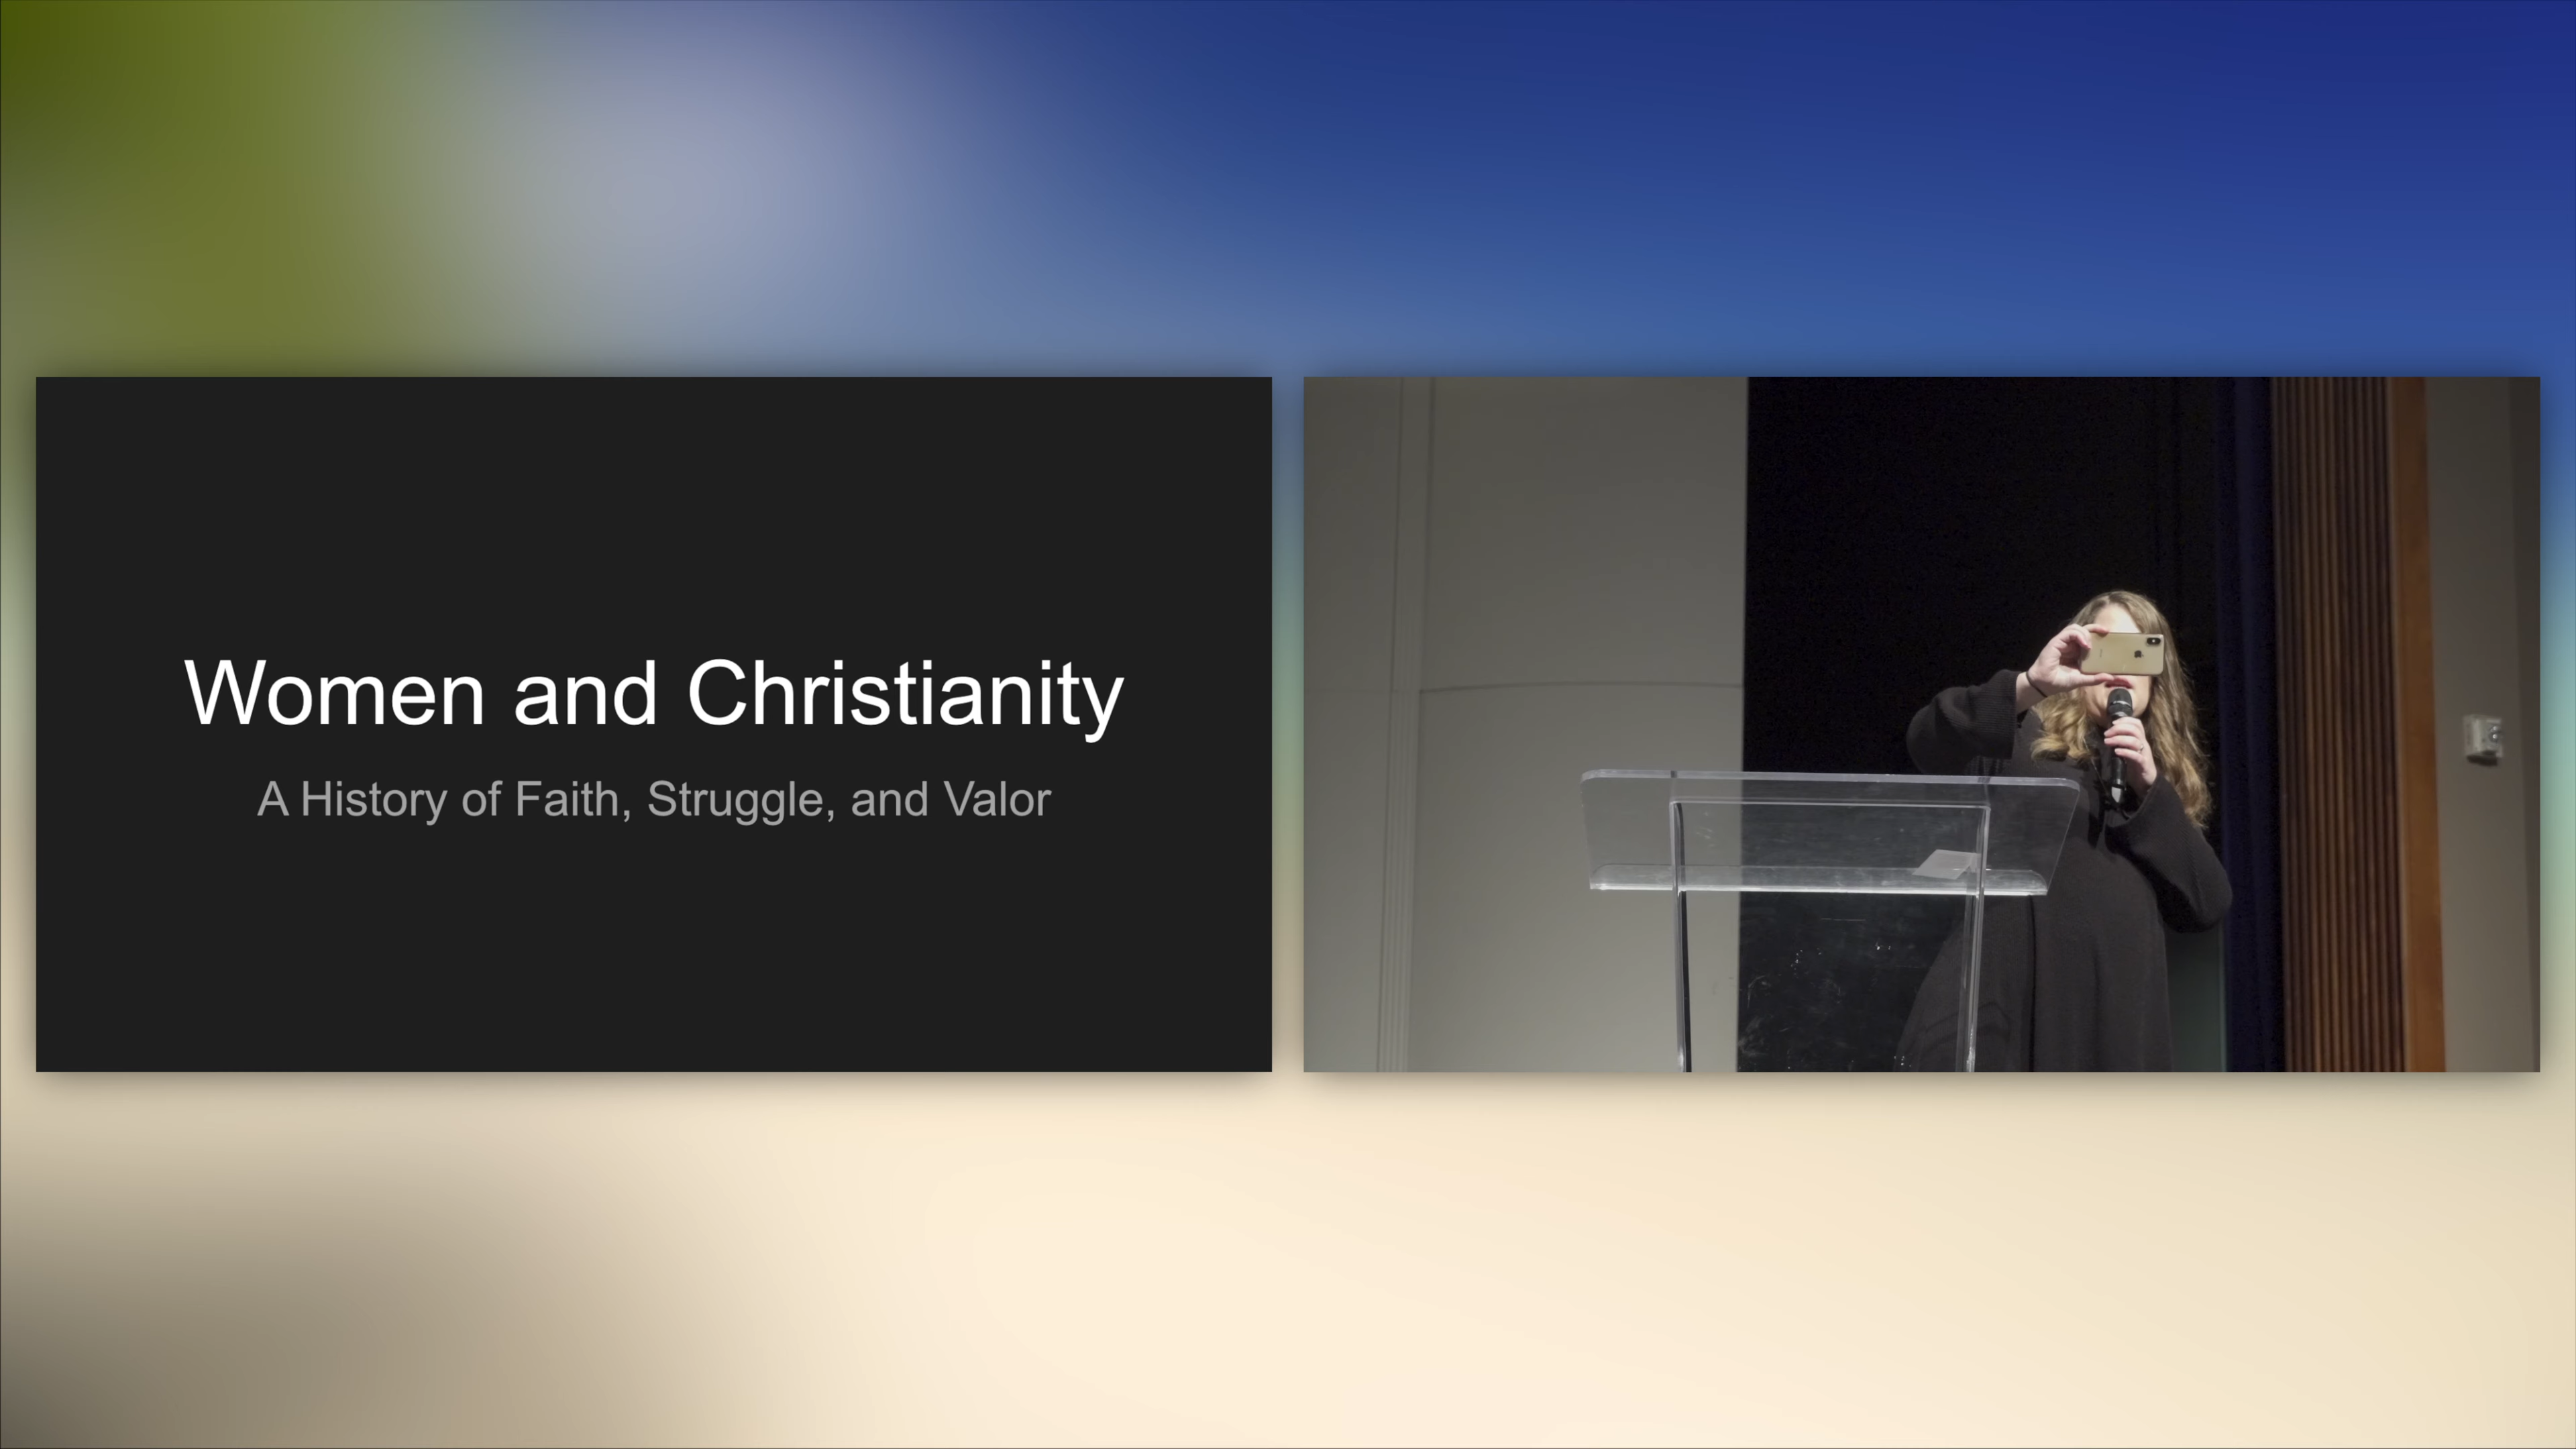 Women and Christianity
A History of Faith, Struggle, and Valor